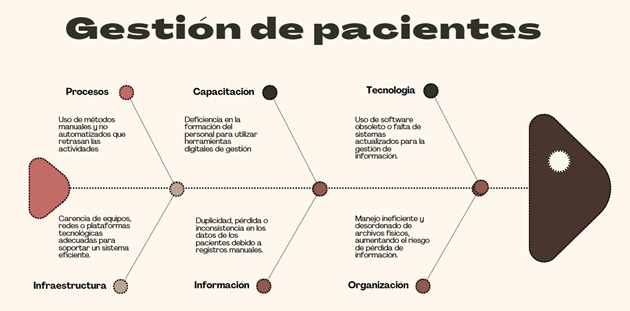 Gestión de pacientes
Procesos
Uso de métodos
manuales y no
automatizados que
retrasan las
actividades
Capacitación
Deficiencia en la
formación del
personal para utilizar
herramientas
digitales de gestión
Tecnologia
Uso de software
obsoleto o falta de
sistemas
actualizados para la
gestión de
información.
Carencia de equipos,
redes o plataformas
tecnológicas
adecuadas para
soportar un sistema
eficiente.
Infraestructura
Duplicidad, pérdida o
inconsistencia en los
datos de los
pacientes debido a
registros manuales.
Información
Manejo ineficiente y
desordenado de
archivos físicos,
aumentando el riesgo
de pérdida de
información.
Organización